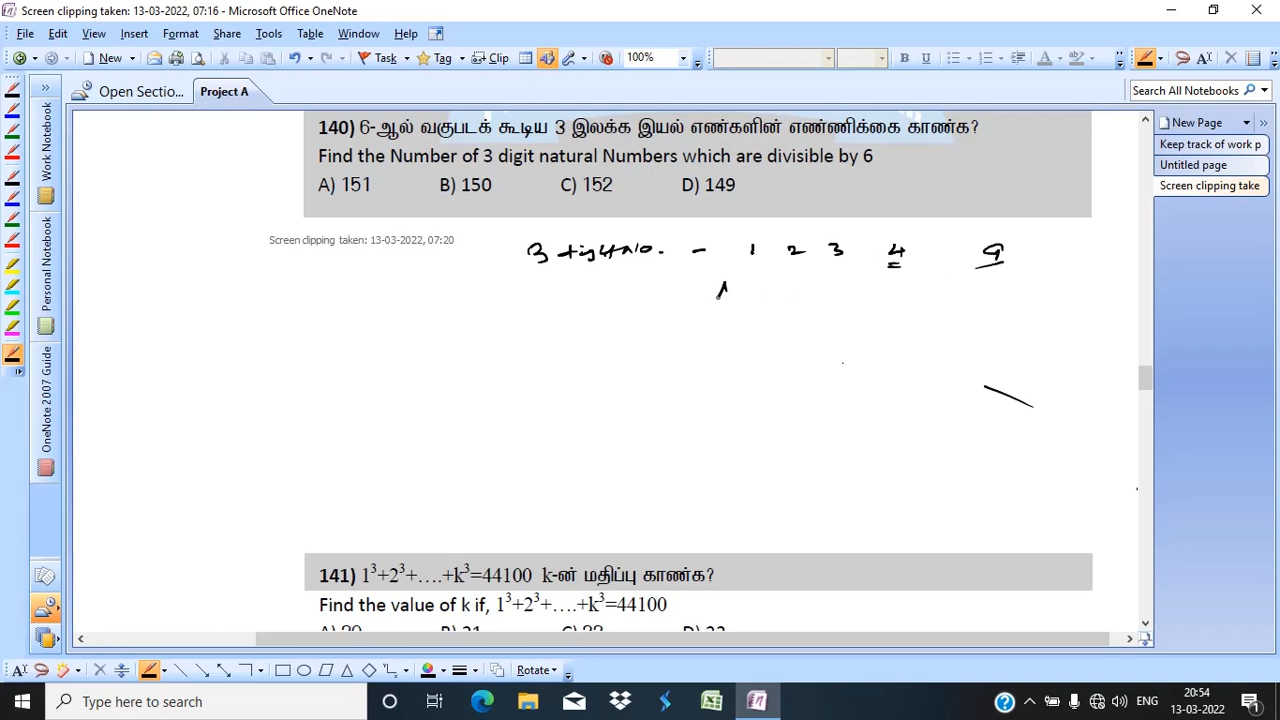 Screen clipping taken: 13-03-2022, 07:16 - Microsoft Office OneNote
File Edit View Insert Format Share Tools Table Window Help
Back New Task Tag Clip 100%
Search All Notebooks
Open Sectio... Project A
New Page
Keep track of work p
Untitled page
Screen clipping take
Work Notebook
Personal Notebook
OneNote 2007 Guide
140) 6-ஆல் வகுபடக் கூடிய 3 இலக்க இயல் எண்களின் எண்ணிக்கை காண்க?
Find the Number of 3 digit natural Numbers which are divisible by 6
A) 151 B) 150 C) 152 D) 149
Screen clipping taken: 13-03-2022, 07:20
3 - 1 2 3 4 9
141) 1³+2³+....+k³=44100 k-ன் மதிப்பு காண்க?
Find the value of k if, 1³+2³+....+k³=44100
Rotate
Type here to search
ENG
20:54
13-03-2022